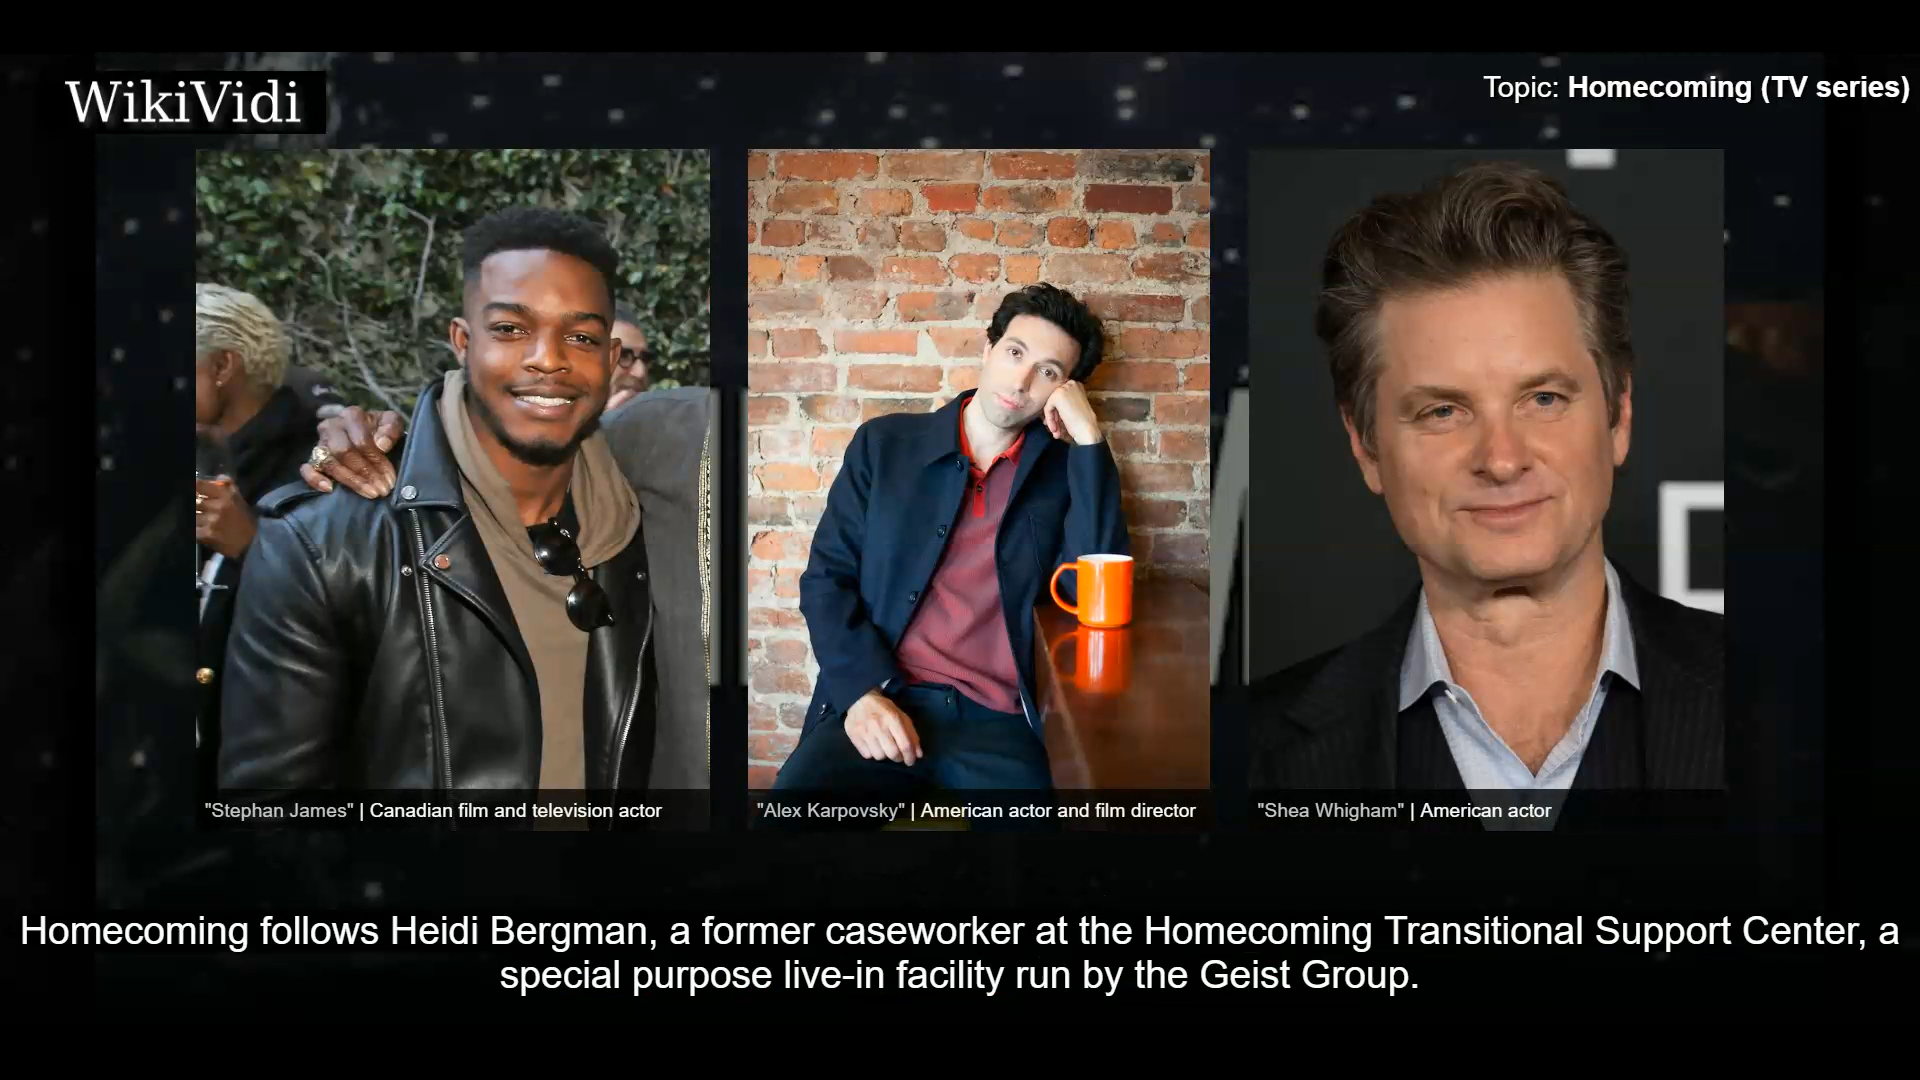 WikiVidi
Topic: Homecoming (TV series)
"Stephan James" | Canadian film and television actor
"Alex Karpovsky" | American actor and film director
"Shea Whigham" | American actor
Homecoming follows Heidi Bergman, a former caseworker at the Homecoming Transitional Support Center, a
special purpose live-in facility run by the Geist Group.